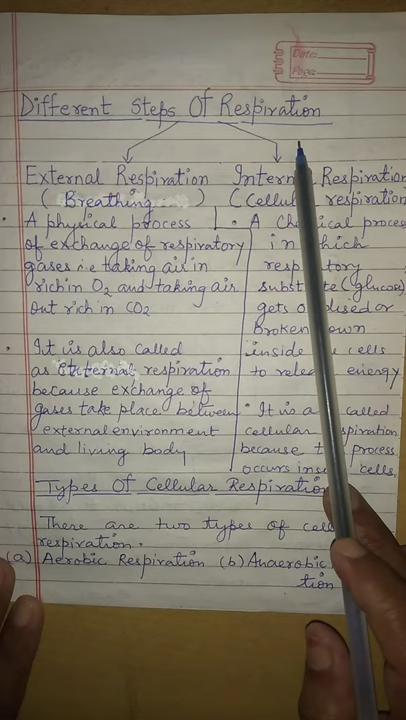 Date:
Page:
Different Steps Of Respiration
External Respiration
( Breathing )
• A physical process
of exchange of respiratory
gases i.e taking air in
rich in O2 and taking air
out rich in CO2
• It is also called
as external respiration
because exchange of
gases take place between
external environment
and living body
Respiration
respiration
• A Chemical
in
(glucose)
gets or
inside cells
to energy
• It is called
cellular
because process
occurs cells.
Types Of Cellular Respiration
There are two types of
respiration.
(a) Aerobic Respiration (b) Anaerobic
tion